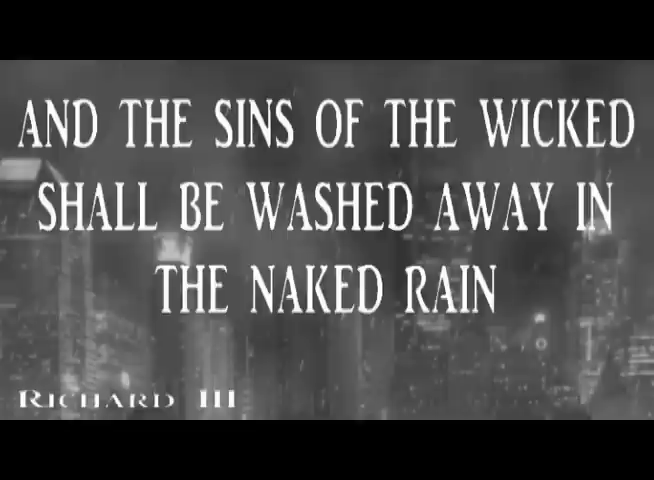 AND THE SINS OF THE WICKED
SHALL BE WASHED AWAY IN
THE NAKED RAIN
RICHARD III